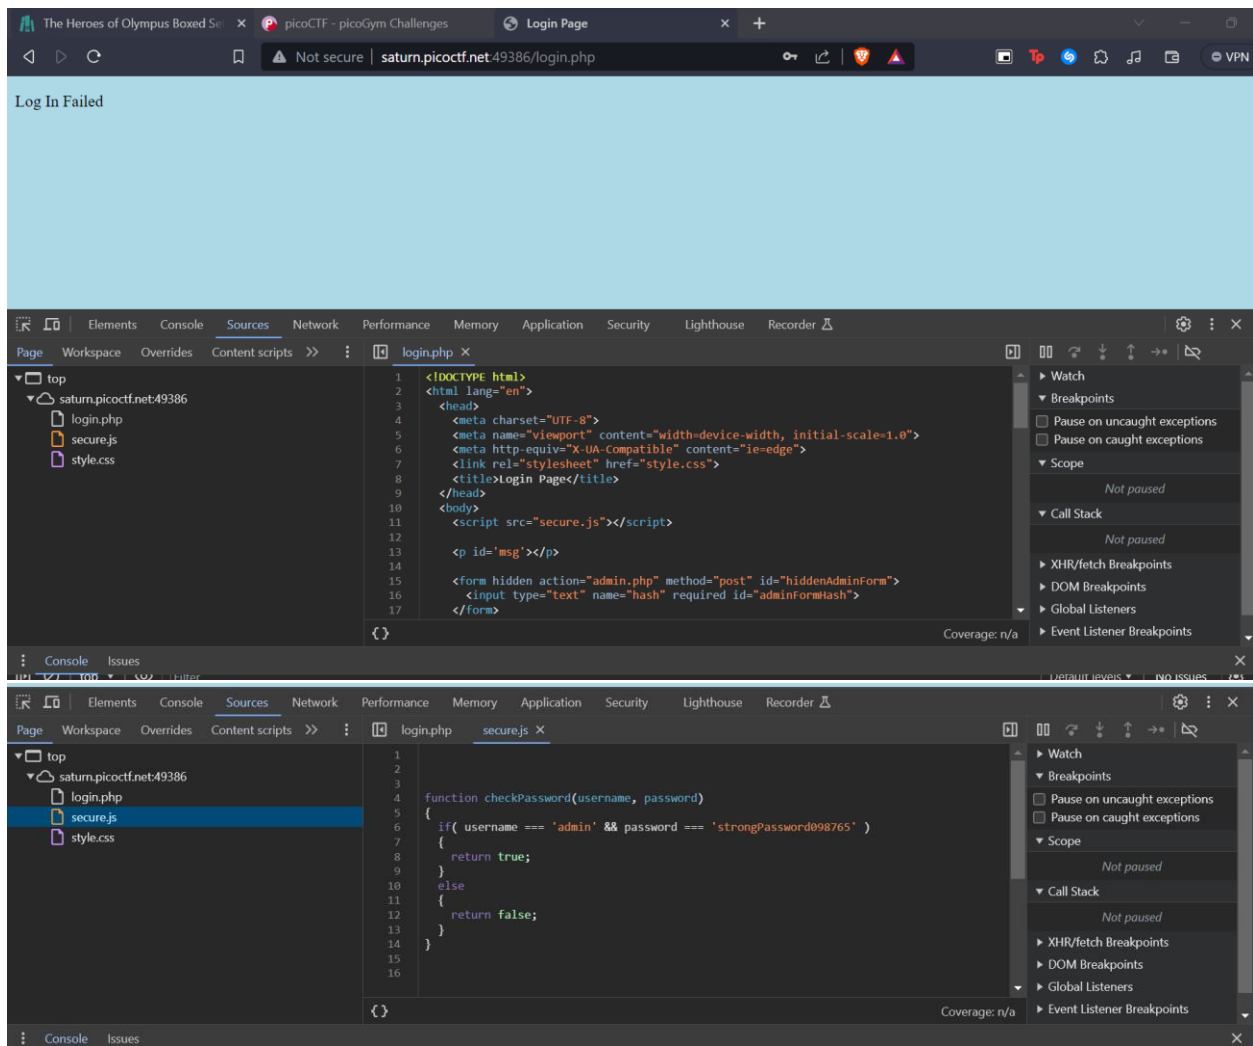 The Heroes of Olympus Boxed Se
picoCTF - picoGym Challenges
Login Page
Not secure saturn.picoctf.net:49386/login.php
VPN
Log In Failed
Elements Console Sources Network Performance Memory Application Security Lighthouse Recorder
Page Workspace Overrides Content scripts login.php
top
saturn.picoctf.net:49386
login.php
secure.js
style.css
1 <!DOCTYPE html>
2 <html lang="en">
3 <head>
4 <meta charset="UTF-8">
5 <meta name="viewport" content="width=device-width, initial-scale=1.0">
6 <meta http-equiv="X-UA-Compatible" content="ie=edge">
7 <link rel="stylesheet" href="style.css">
8 <title>Login Page</title>
9 </head>
10 <body>
11 <script src="secure.js"></script>
12
13 <p id='msg'></p>
14
15 <form hidden action="admin.php" method="post" id="hiddenAdminForm">
16 <input type="text" name="hash" required id="adminFormHash">
17 </form>
{} Coverage: n/a
Watch
Breakpoints
Pause on uncaught exceptions
Pause on caught exceptions
Scope
Not paused
Call Stack
Not paused
XHR/fetch Breakpoints
DOM Breakpoints
Global Listeners
Event Listener Breakpoints
Console Issues
top Filter Default levels No Issues
Elements Console Sources Network Performance Memory Application Security Lighthouse Recorder
Page Workspace Overrides Content scripts login.php secure.js
top
saturn.picoctf.net:49386
login.php
secure.js
style.css
1
2
3
4 function checkPassword(username, password)
5 {
6 if( username === 'admin' && password === 'strongPassword098765' )
7 {
8 return true;
9 }
10 else
11 {
12 return false;
13 }
14 }
15
16
{} Coverage: n/a
Watch
Breakpoints
Pause on uncaught exceptions
Pause on caught exceptions
Scope
Not paused
Call Stack
Not paused
XHR/fetch Breakpoints
DOM Breakpoints
Global Listeners
Event Listener Breakpoints
Console Issues